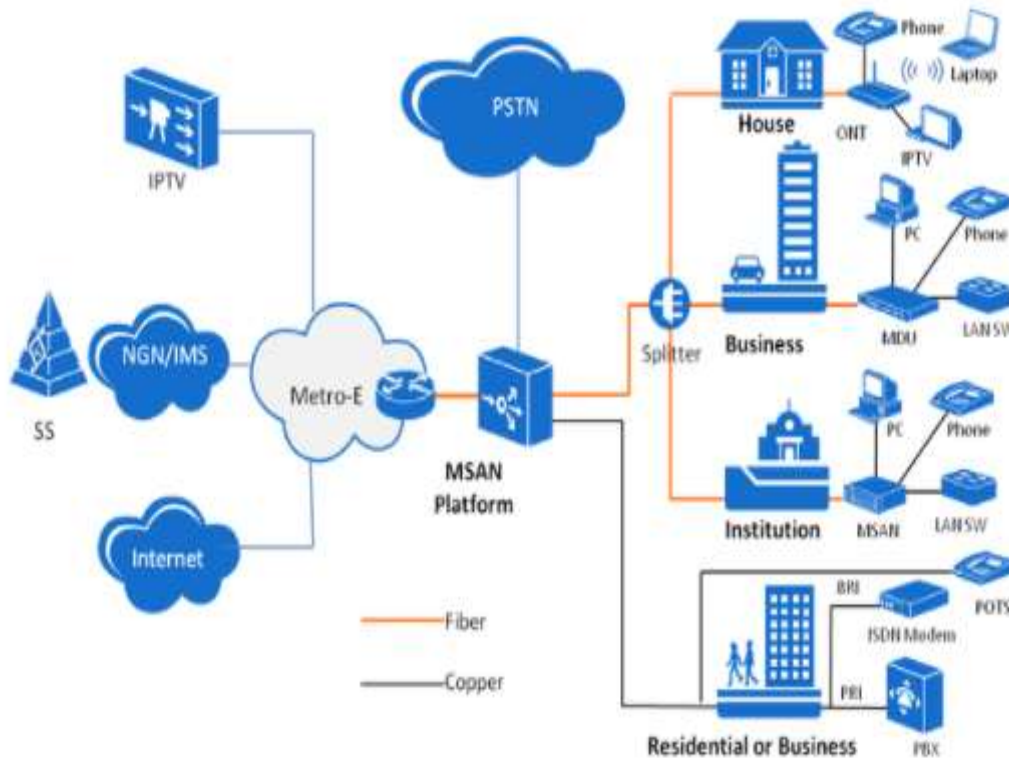 Phone
Laptop
PSTN
House
ONT
IPTV
IPTV
PC
Phone
NGN/IMS
Metro-E
Splitter
Business
MDU
LAN SW
SS
MSAN
Platform
PC
Phone
Internet
Institution
MSAN
LAN SW
Fiber
BRI
POTS
ISDN Modem
Copper
PRI
Residential or Business
PBX